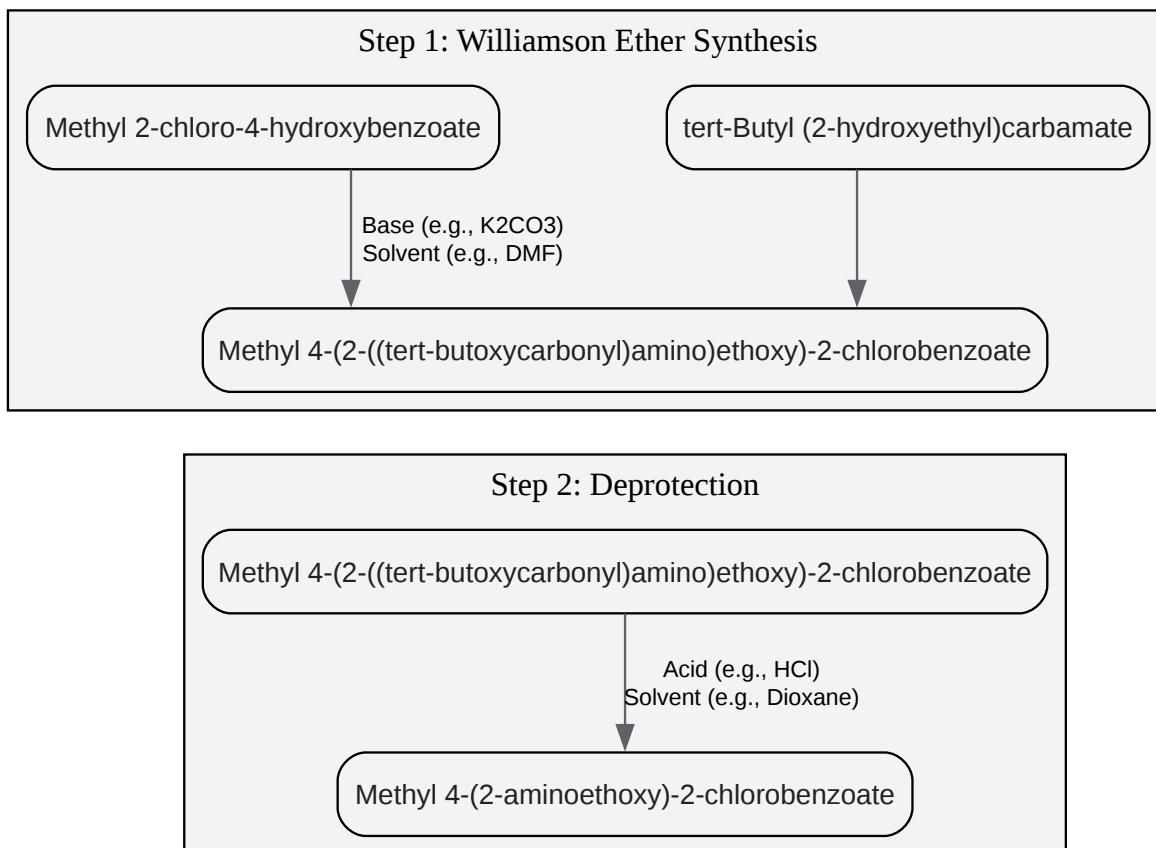 Step 1: Williamson Ether Synthesis
Methyl 2-chloro-4-hydroxybenzoate
tert-Butyl (2-hydroxyethyl)carbamate
Base (e.g., K2CO3)
Solvent (e.g., DMF)
Methyl 4-(2-((tert-butoxycarbonyl)amino)ethoxy)-2-chlorobenzoate
Step 2: Deprotection
Methyl 4-(2-((tert-butoxycarbonyl)amino)ethoxy)-2-chlorobenzoate
Acid (e.g., HCl)
Solvent (e.g., Dioxane)
Methyl 4-(2-aminoethoxy)-2-chlorobenzoate